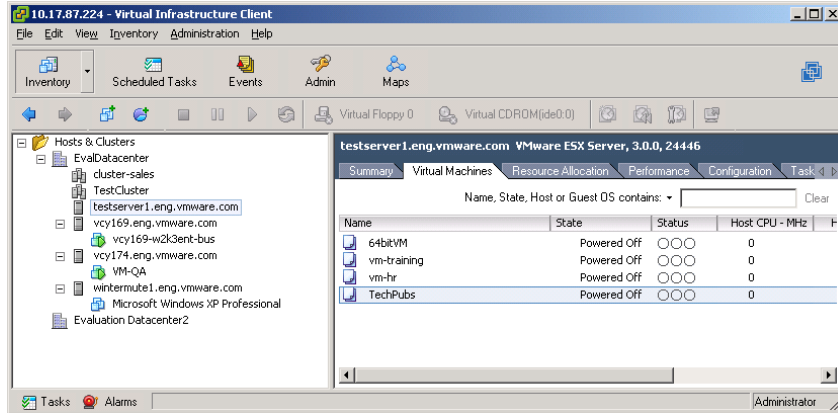 10.17.87.224 - Virtual Infrastructure Client
File Edit View Inventory Administration Help
Inventory Scheduled Tasks Events Admin Maps
Virtual Floppy 0 Virtual CDROM(ide0:0)
Hosts & Clusters
EvalDatacenter
cluster-sales
TestCluster
testserver1.eng.vmware.com
vcy169.eng.vmware.com
vcy169-w2k3ent-bus
vcy174.eng.vmware.com
VM-QA
wintermute1.eng.vmware.com
Microsoft Windows XP Professional
Evaluation Datacenter2
testserver1.eng.vmware.com VMware ESX Server, 3.0.0, 24446
Summary Virtual Machines Resource Allocation Performance Configuration Task
Name, State, Host or Guest OS contains: Clear
Name State Status Host CPU - MHz H
64bitVM Powered Off 0
vm-training Powered Off 0
vm-hr Powered Off 0
TechPubs Powered Off 0
Tasks Alarms Administrator